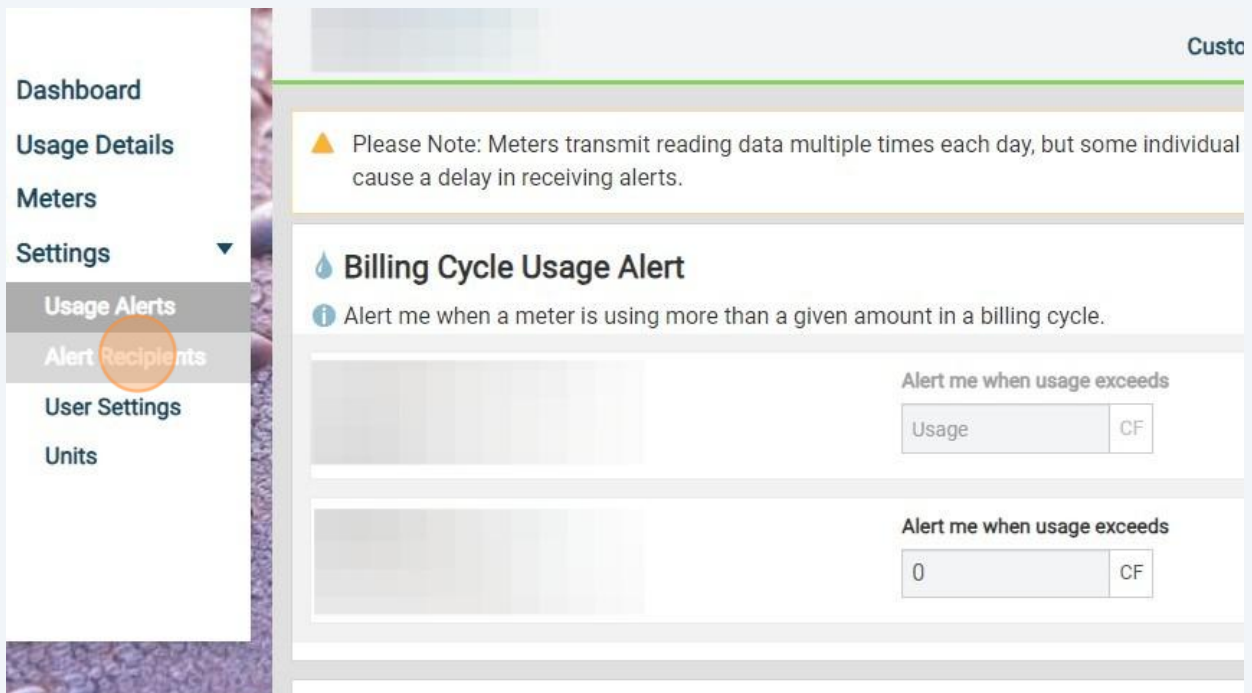 Custo
Dashboard
Usage Details
Meters
Settings
Usage Alerts
Alert Recipients
User Settings
Units
Please Note: Meters transmit reading data multiple times each day, but some individual
cause a delay in receiving alerts.
Billing Cycle Usage Alert
Alert me when a meter is using more than a given amount in a billing cycle.
Alert me when usage exceeds
Usage CF
Alert me when usage exceeds
0 CF